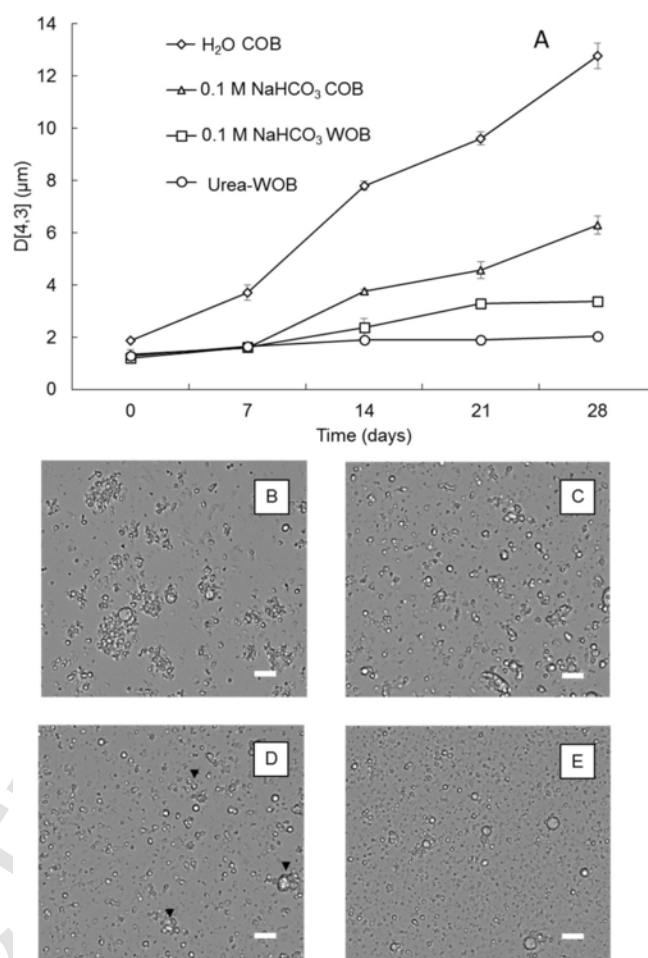 14
12
10
8
6
4
2
0
D[4,3] (µm)
A
H₂O COB
0.1 M NaHCO₃ COB
0.1 M NaHCO₃ WOB
Urea-WOB
0 7 14 21 28
Time (days)
B
C
D
E